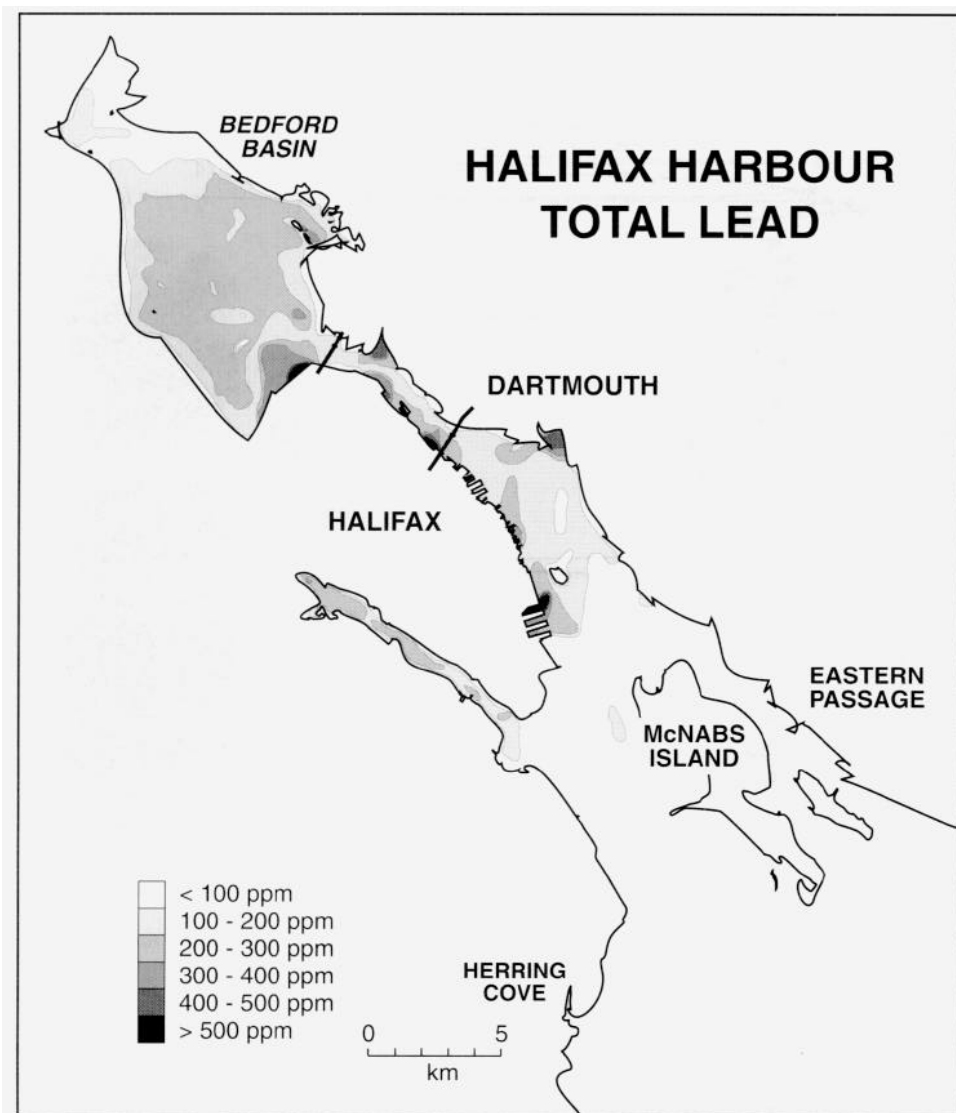 BEDFORD
BASIN
HALIFAX HARBOUR
TOTAL LEAD
DARTMOUTH
HALIFAX
EASTERN
PASSAGE
McNABS
ISLAND
< 100 ppm
100 - 200 ppm
200 - 300 ppm
300 - 400 ppm
400 - 500 ppm
> 500 ppm
HERRING
COVE
0 5
km